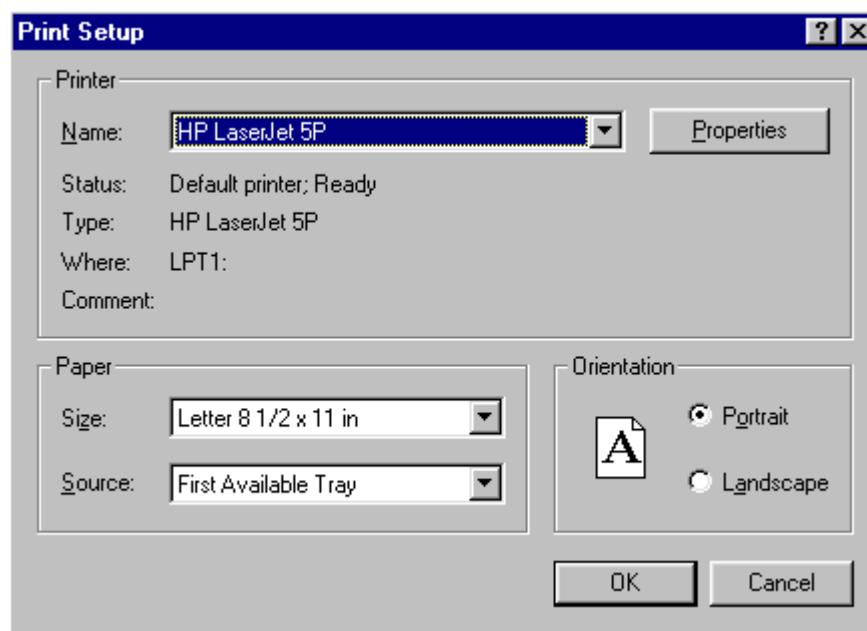 Print Setup
Printer
Name: HP LaserJet 5P Properties
Status: Default printer; Ready
Type: HP LaserJet 5P
Where: LPT1:
Comment:
Paper
Size: Letter 8 1/2 x 11 in
Source: First Available Tray
Orientation
A
Portrait
Landscape
OK Cancel